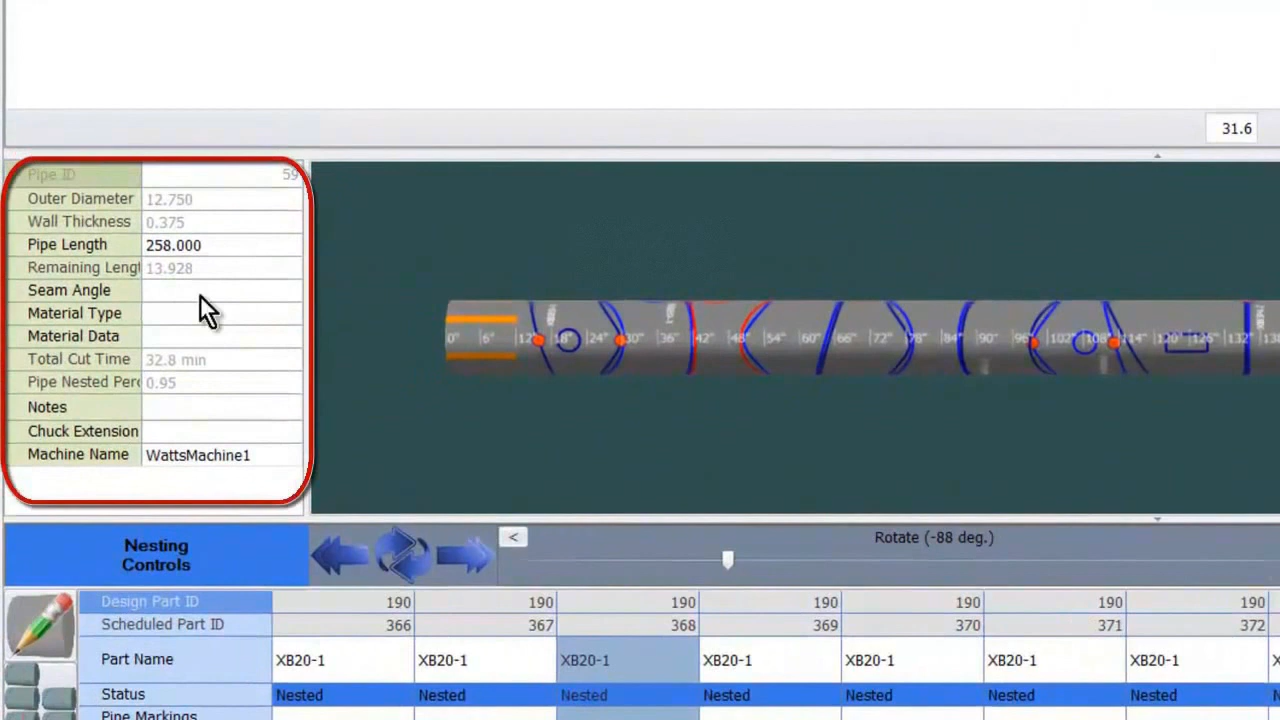 31.6
Pipe ID 59
Outer Diameter 12.750
Wall Thickness 0.375
Pipe Length 258.000
Remaining Lengt 13.928
Seam Angle
Material Type
Material Data
Total Cut Time 32.8 min
Pipe Nested Perc 0.95
Notes
Chuck Extension
Machine Name WattsMachine1
0" |6" |12" |18" |24" |30" |36" |42" |48" |54" |60" |66" |72" |78" |84" |90" |96" |102" |108" |114" |120" |126" |132" |138
Nesting
Controls
<
Rotate (-88 deg.)
Design Part ID 190 190 190 190 190 190 190
Scheduled Part ID 366 367 368 369 370 371 372
Part Name XB20-1 XB20-1 XB20-1 XB20-1 XB20-1 XB20-1 XB20-1
Status Nested Nested Nested Nested Nested Nested Nested
Pipe Markings